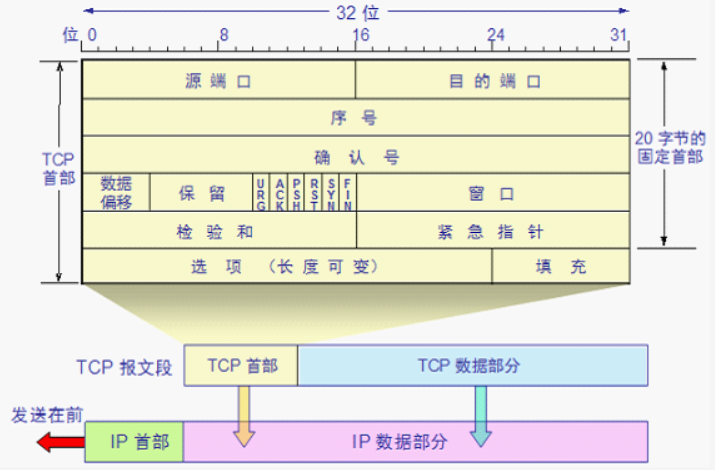 32 位
位 0 8 16 24 31
源 端 口 目 的 端 口
序 号
TCP
首部
20 字节的
固定首部
确 认 号
数据
偏移
保 留
URG
ACK
PSH
RST
SYN
FIN
窗 口
检 验 和 紧 急 指 针
选 项 (长 度 可 变) 填 充
TCP 报文段 TCP 首部 TCP 数据部分
发送在前
IP 首部 IP 数据部分